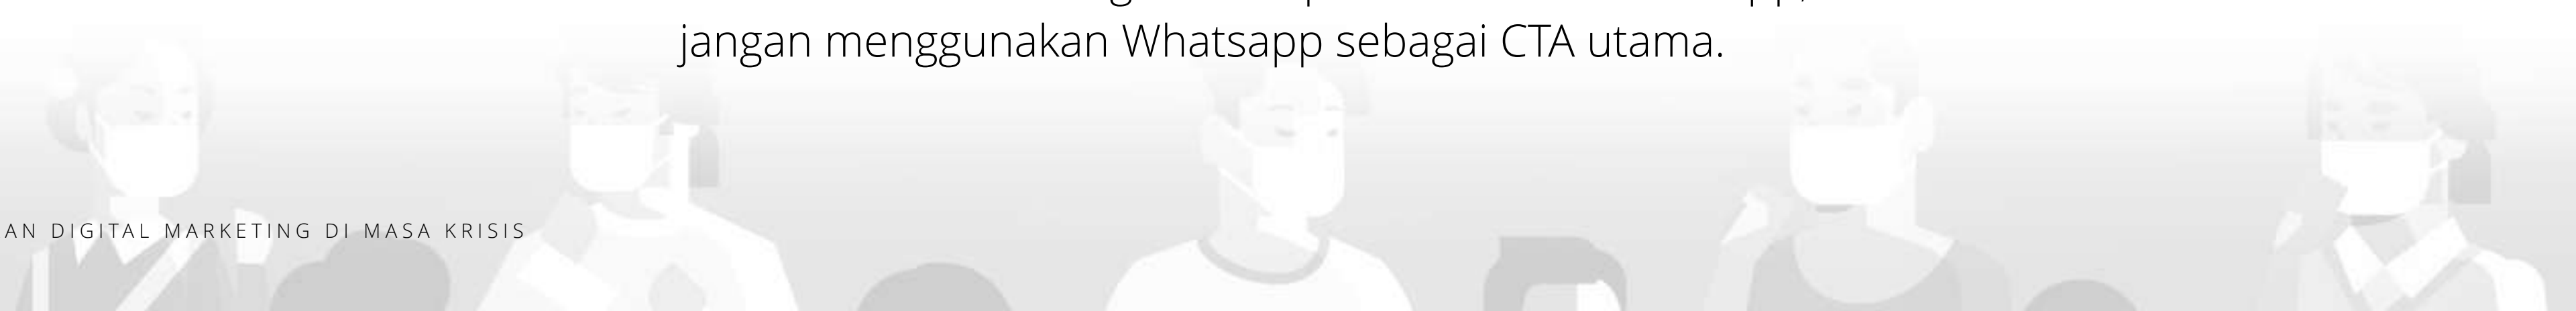 jangan menggunakan Whatsapp sebagai CTA utama.
AN DIGITAL MARKETING DI MASA KRISIS